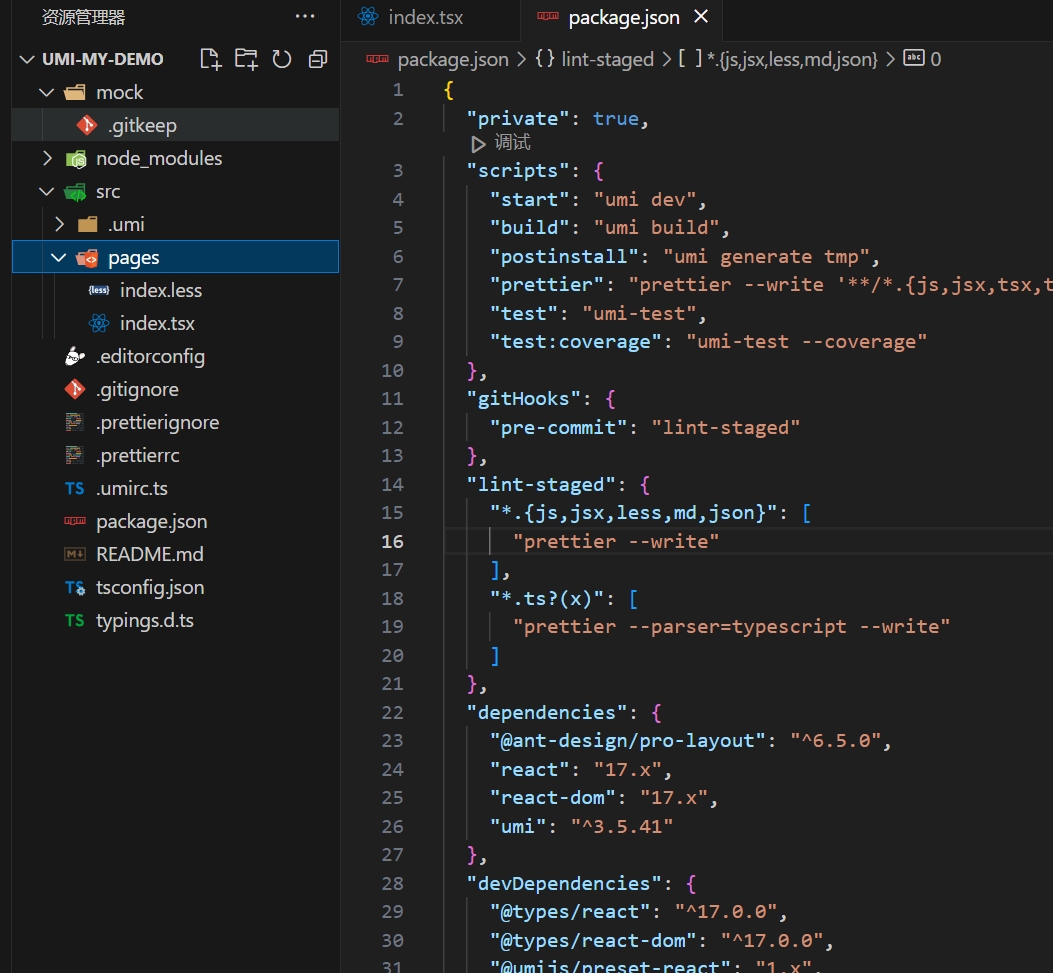 资源管理器
UMI-MY-DEMO
mock
.gitkeep
node_modules
src
.umi
pages
index.less
index.tsx
.editorconfig
.gitignore
.prettierignore
.prettierrc
.umirc.ts
package.json
README.md
tsconfig.json
typings.d.ts
index.tsx
package.json
package.json > {} lint-staged > [ ] *.{js,jsx,less,md,json} > abc 0
1 {
2 "private": true,
调试
3 "scripts": {
4 "start": "umi dev",
5 "build": "umi build",
6 "postinstall": "umi generate tmp",
7 "prettier": "prettier --write '**/*.{js,jsx,tsx,t
8 "test": "umi-test",
9 "test:coverage": "umi-test --coverage"
10 },
11 "gitHooks": {
12 "pre-commit": "lint-staged"
13 },
14 "lint-staged": {
15 "*.{js,jsx,less,md,json}": [
16 "prettier --write"
17 ],
18 "*.ts?(x)": [
19 "prettier --parser=typescript --write"
20 ]
21 },
22 "dependencies": {
23 "@ant-design/pro-layout": "^6.5.0",
24 "react": "17.x",
25 "react-dom": "17.x",
26 "umi": "^3.5.41"
27 },
28 "devDependencies": {
29 "@types/react": "^17.0.0",
30 "@types/react-dom": "^17.0.0",
31 "@umijs/preset-react": "1.x",